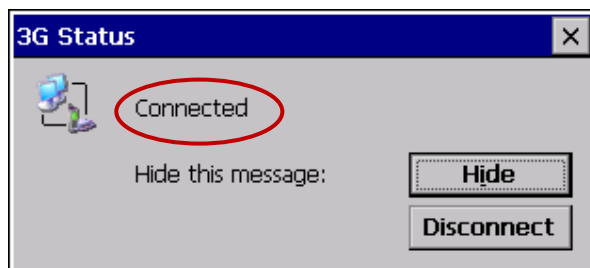 3G Status
Connected
Hide this message:
Hide
Disconnect